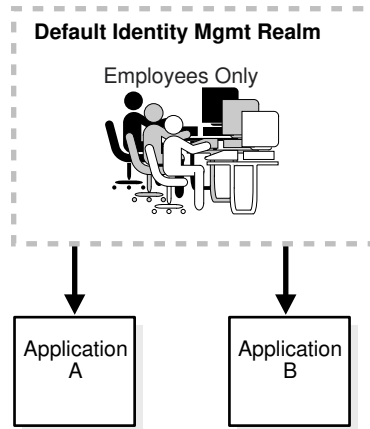 Default Identity Mgmt Realm
Employees Only
Application
A
Application
B